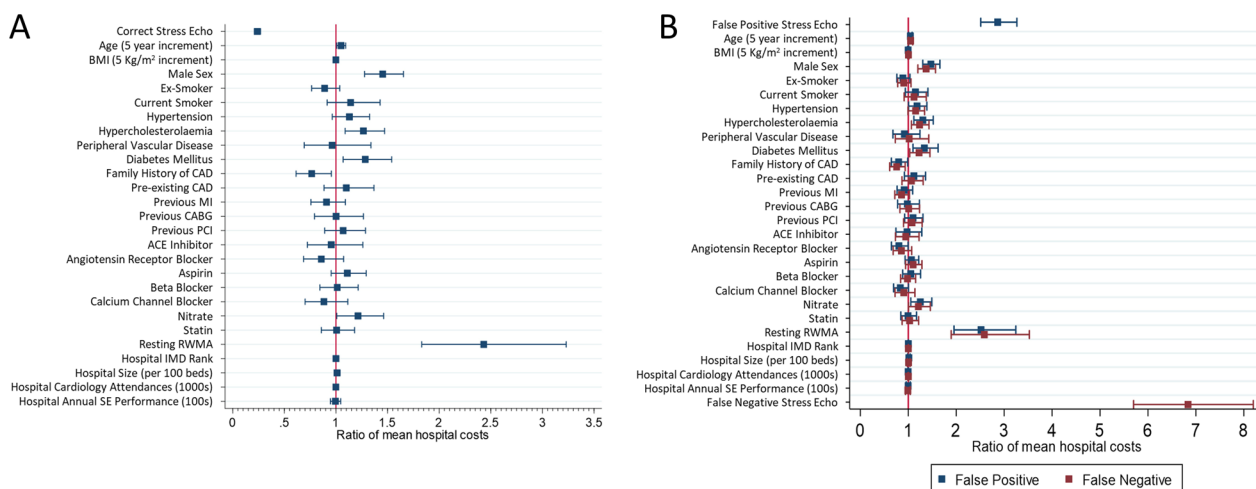 A
Correct Stress Echo
Age (5 year increment)
BMI (5 Kg/m² increment)
Male Sex
Ex-Smoker
Current Smoker
Hypertension
Hypercholesterolaemia
Peripheral Vascular Disease
Diabetes Mellitus
Family History of CAD
Pre-existing CAD
Previous MI
Previous CABG
Previous PCI
ACE Inhibitor
Angiotensin Receptor Blocker
Aspirin
Beta Blocker
Calcium Channel Blocker
Nitrate
Statin
Resting RWMA
Hospital IMD Rank
Hospital Size (per 100 beds)
Hospital Cardiology Attendances (1000s)
Hospital Annual SE Performance (100s)
0 .5 1 1.5 2 2.5 3 3.5
Ratio of mean hospital costs
B
False Positive Stress Echo
Age (5 year increment)
BMI (5 Kg/m² increment)
Male Sex
Ex-Smoker
Current Smoker
Hypertension
Hypercholesterolaemia
Peripheral Vascular Disease
Diabetes Mellitus
Family History of CAD
Pre-existing CAD
Previous MI
Previous CABG
Previous PCI
ACE Inhibitor
Angiotensin Receptor Blocker
Aspirin
Beta Blocker
Calcium Channel Blocker
Nitrate
Statin
Resting RWMA
Hospital IMD Rank
Hospital Size (per 100 beds)
Hospital Cardiology Attendances (1000s)
Hospital Annual SE Performance (100s)
False Negative Stress Echo
0 1 2 3 4 5 6 7 8
Ratio of mean hospital costs
False Positive False Negative